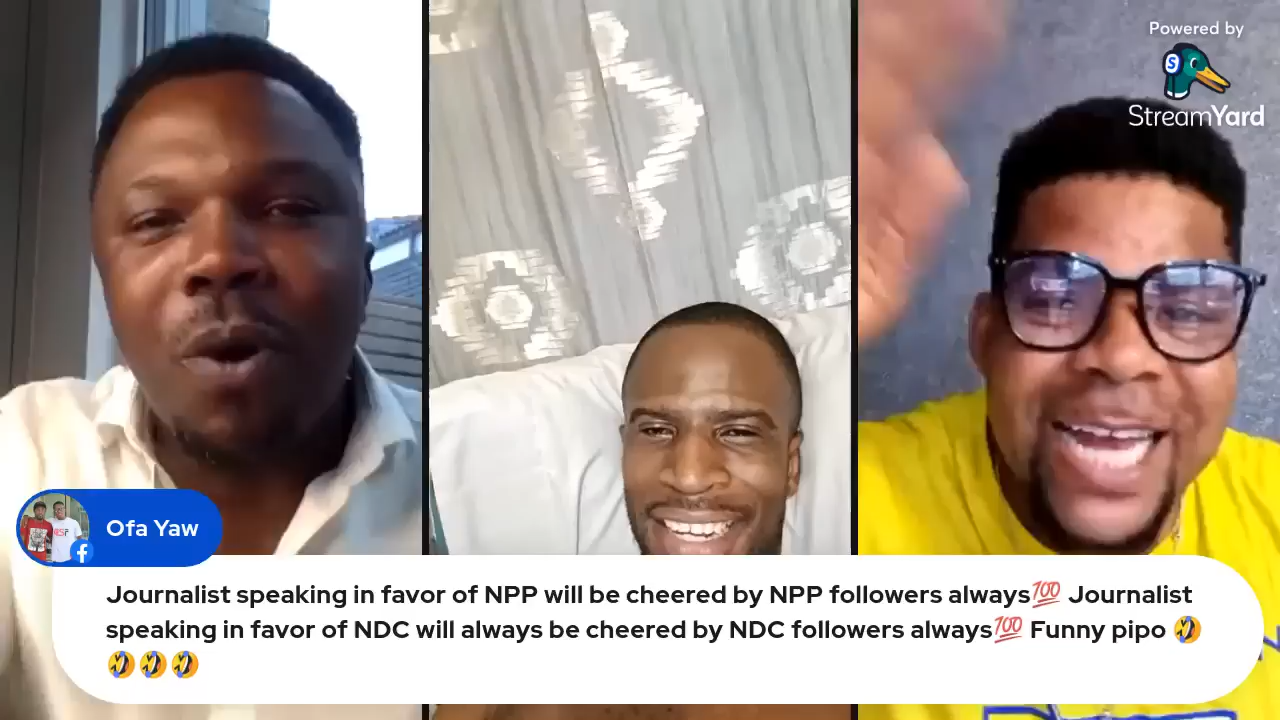 Powered by
StreamYard
Ofa Yaw
Journalist speaking in favor of NPP will be cheered by NPP followers always💯 Journalist
speaking in favor of NDC will always be cheered by NDC followers always💯 Funny pipo 🤣
🤣🤣🤣